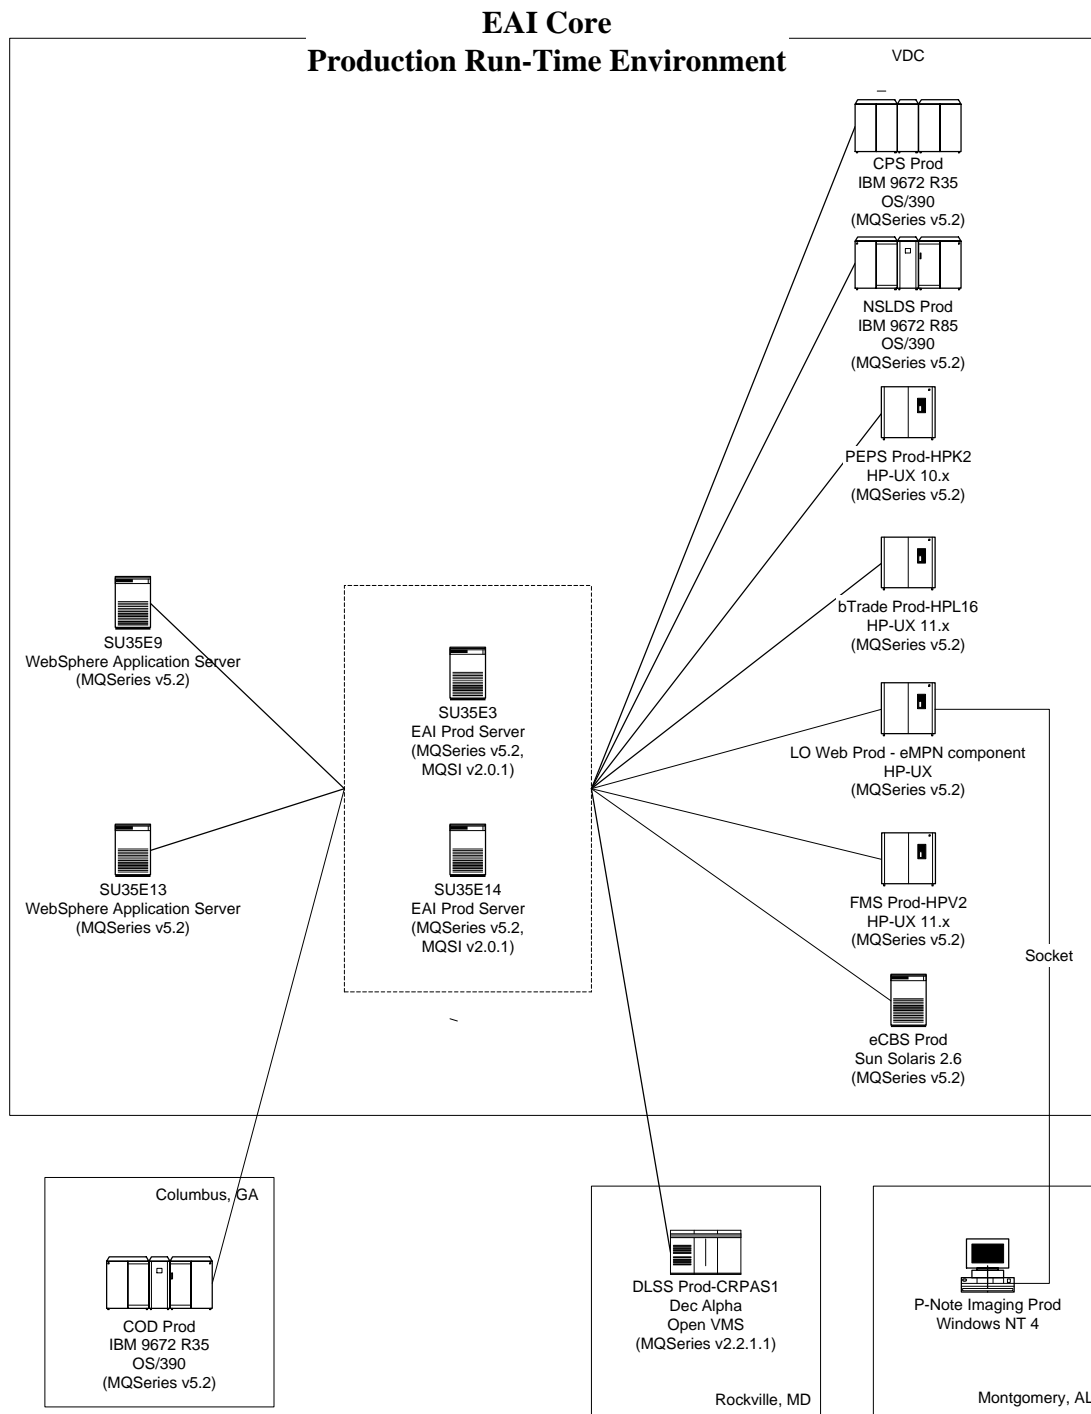 EAI Core
Production Run-Time Environment
VDC
CPS Prod
IBM 9672 R35
OS/390
(MQSeries v5.2)
NSLDS Prod
IBM 9672 R85
OS/390
(MQSeries v5.2)
PEPS Prod-HPK2
HP-UX 10.x
(MQSeries v5.2)
bTrade Prod-HPL16
HP-UX 11.x
(MQSeries v5.2)
SU35E9
WebSphere Application Server
(MQSeries v5.2)
SU35E3
EAI Prod Server
(MQSeries v5.2,
MQSI v2.0.1)
LO Web Prod - eMPN component
HP-UX
(MQSeries v5.2)
SU35E13
WebSphere Application Server
(MQSeries v5.2)
SU35E14
EAI Prod Server
(MQSeries v5.2,
MQSI v2.0.1)
FMS Prod-HPV2
HP-UX 11.x
(MQSeries v5.2)
Socket
eCBS Prod
Sun Solaris 2.6
(MQSeries v5.2)
Columbus, GA
COD Prod
IBM 9672 R35
OS/390
(MQSeries v5.2)
DLSS Prod-CRPAS1
Dec Alpha
Open VMS
(MQSeries v2.2.1.1)
Rockville, MD
P-Note Imaging Prod
Windows NT 4
Montgomery, AL